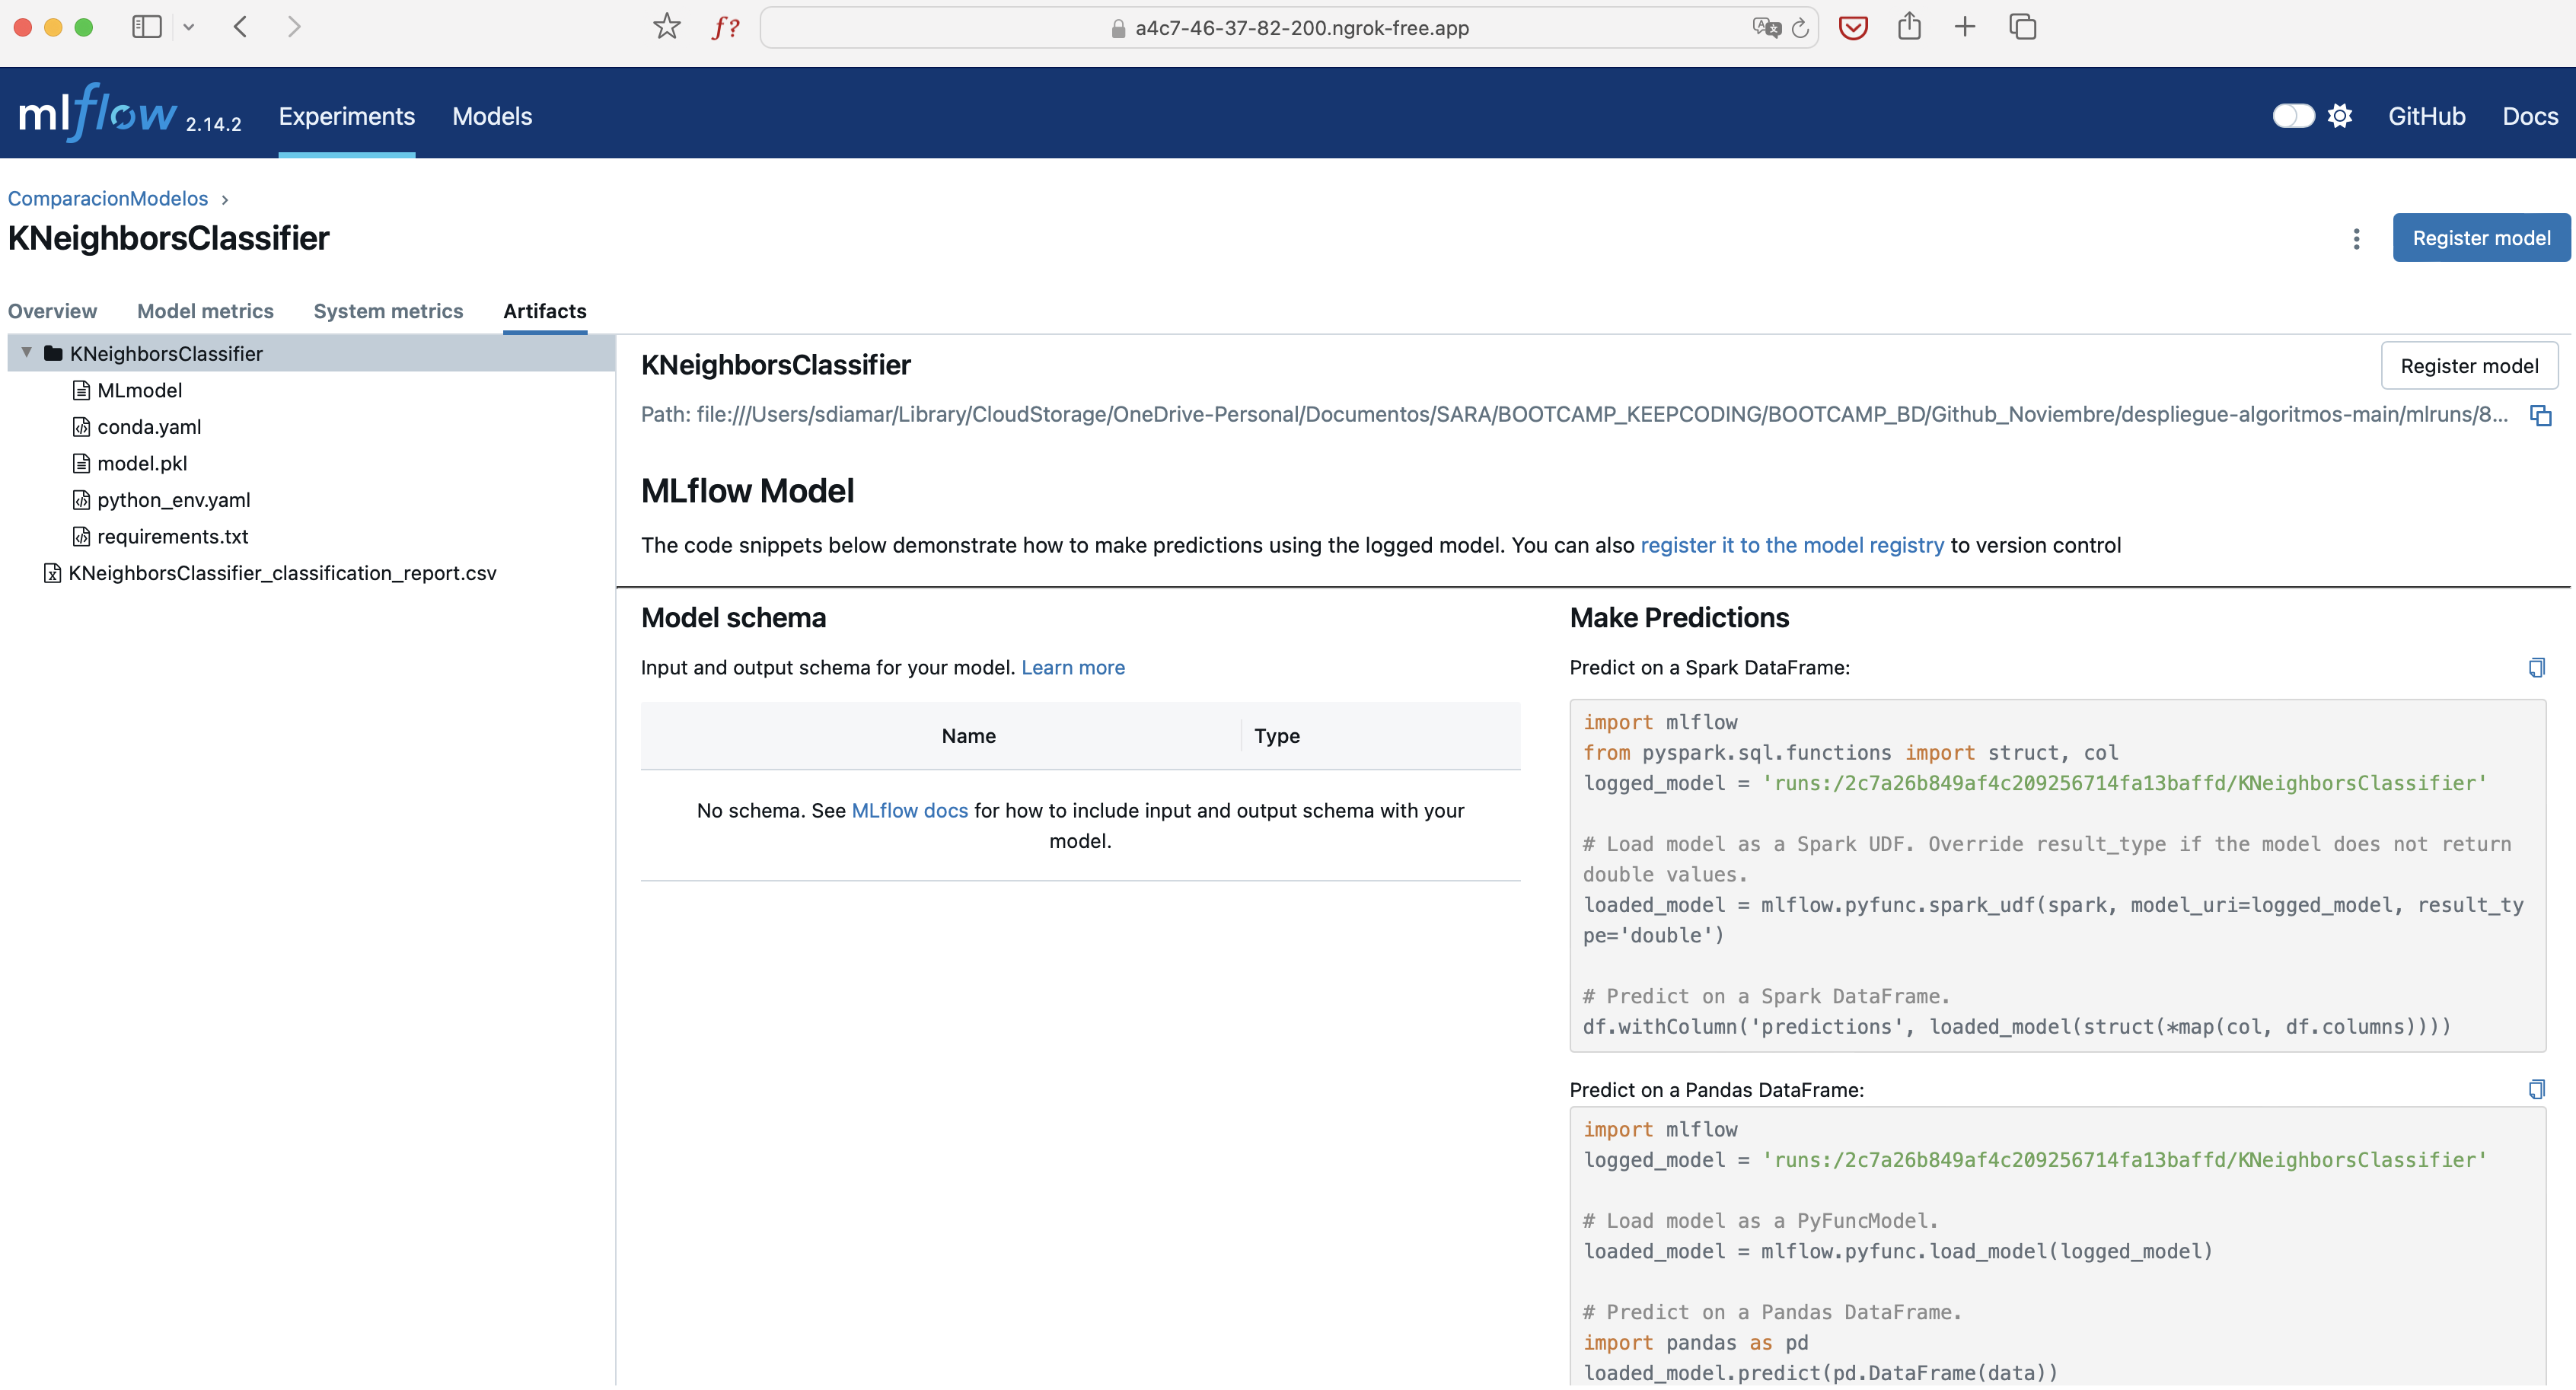 a4c7-46-37-82-200.ngrok-free.app
mlflow 2.14.2 Experiments Models GitHub Docs
ComparacionModelos ›
KNeighborsClassifier
Register model
Overview Model metrics System metrics Artifacts
KNeighborsClassifier
MLmodel
conda.yaml
model.pkl
python_env.yaml
requirements.txt
KNeighborsClassifier_classification_report.csv
KNeighborsClassifier
Register model
Path: file:///Users/sdiamar/Library/CloudStorage/OneDrive-Personal/Documentos/SARA/BOOTCAMP_KEEPCODING/BOOTCAMP_BD/Github_Noviembre/despliegue-algoritmos-main/mlruns/8...
MLflow Model
The code snippets below demonstrate how to make predictions using the logged model. You can also register it to the model registry to version control
Model schema
Input and output schema for your model. Learn more
Name Type
No schema. See MLflow docs for how to include input and output schema with your
model.
Make Predictions
Predict on a Spark DataFrame:
import mlflow
from pyspark.sql.functions import struct, col
logged_model = 'runs:/2c7a26b849af4c209256714fa13baffd/KNeighborsClassifier'
# Load model as a Spark UDF. Override result_type if the model does not return
double values.
loaded_model = mlflow.pyfunc.spark_udf(spark, model_uri=logged_model, result_ty
pe='double')
# Predict on a Spark DataFrame.
df.withColumn('predictions', loaded_model(struct(*map(col, df.columns))))
Predict on a Pandas DataFrame:
import mlflow
logged_model = 'runs:/2c7a26b849af4c209256714fa13baffd/KNeighborsClassifier'
# Load model as a PyFuncModel.
loaded_model = mlflow.pyfunc.load_model(logged_model)
# Predict on a Pandas DataFrame.
import pandas as pd
loaded_model.predict(pd.DataFrame(data))